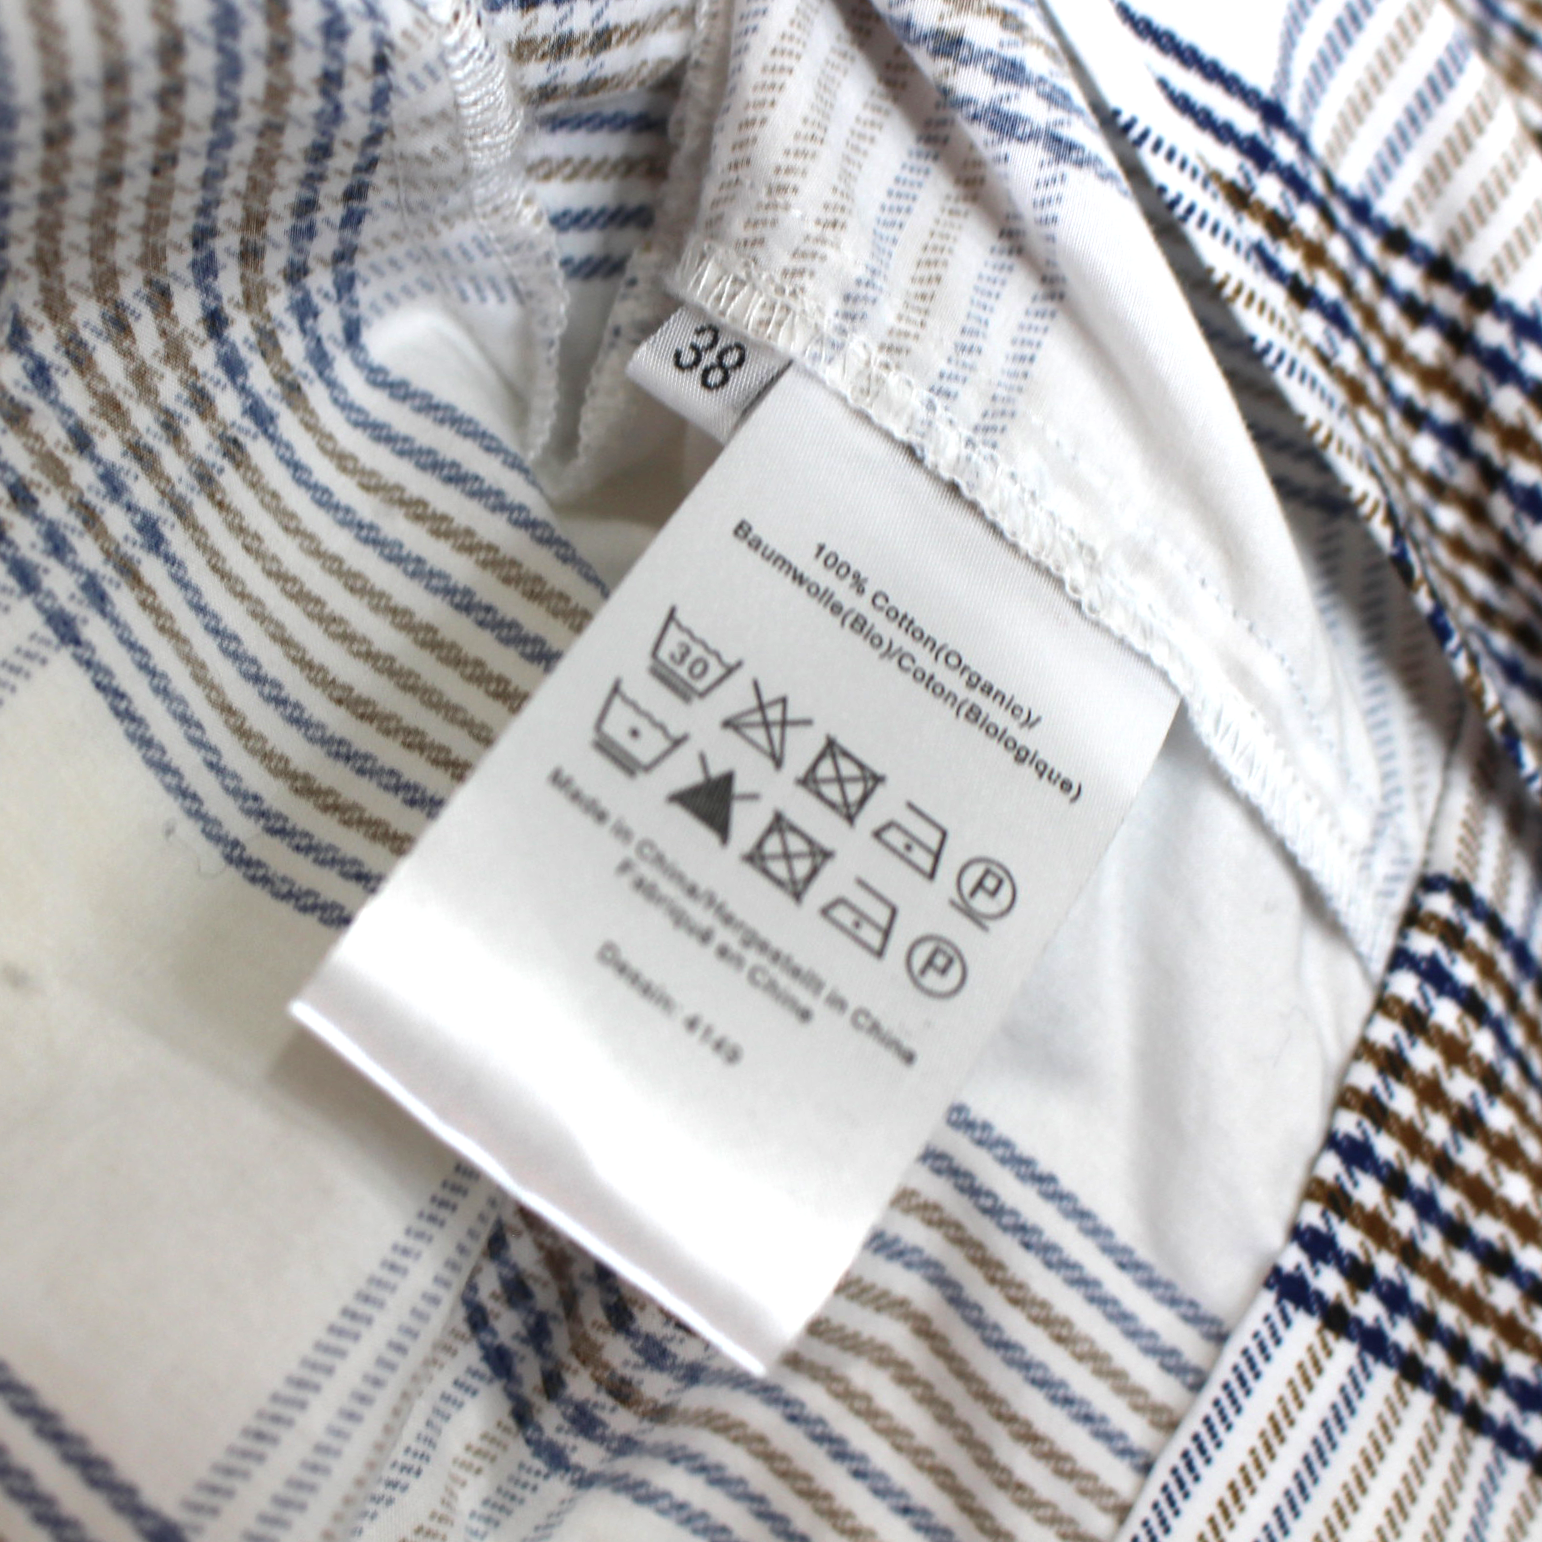 38
100% Cotton(Organic)/
Baumwolle(Bio)/Coton(Biologique)
30
P
P
Made in China/Hergestellt in China
Fabriqué en Chine
Dessin: 4149